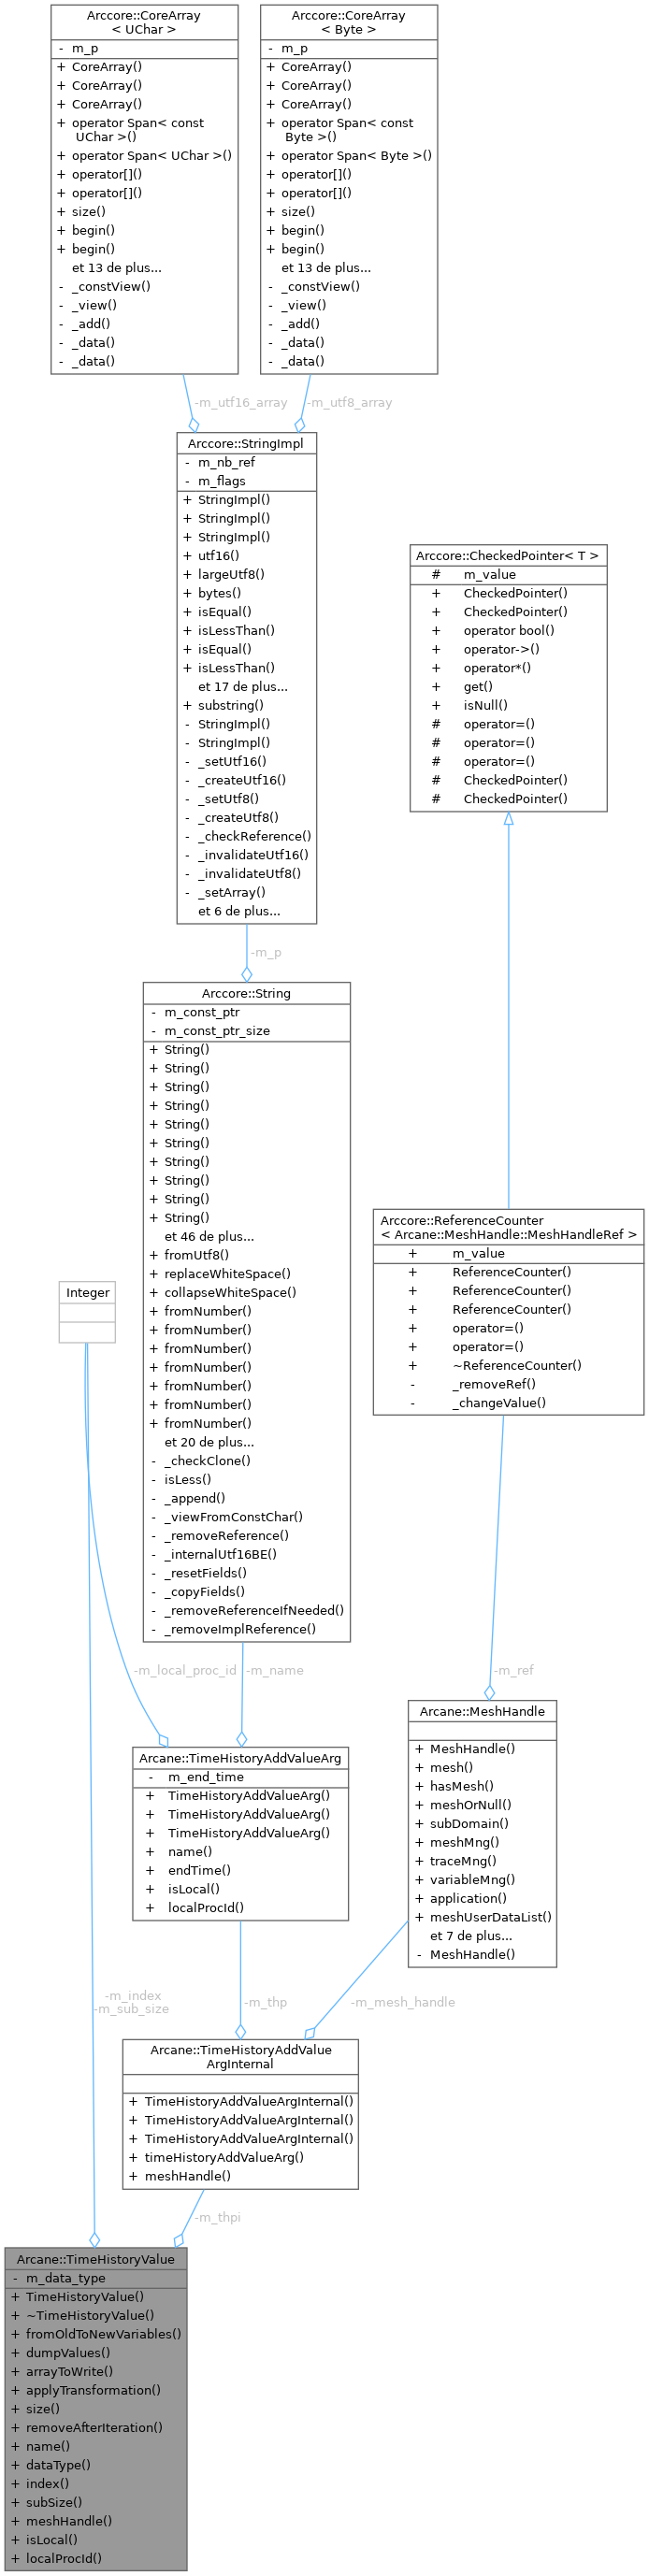 Arccore::CoreArray
< UChar >
- m_p
+ CoreArray()
+ CoreArray()
+ CoreArray()
+ operator Span< const
UChar >()
+ operator Span< UChar >()
+ operator[]()
+ operator[]()
+ size()
+ begin()
+ begin()
et 13 de plus...
- _constView()
- _view()
- _add()
- _data()
- _data()
Arccore::CoreArray
< Byte >
- m_p
+ CoreArray()
+ CoreArray()
+ CoreArray()
+ operator Span< const
Byte >()
+ operator Span< Byte >()
+ operator[]()
+ operator[]()
+ size()
+ begin()
+ begin()
et 13 de plus...
- _constView()
- _view()
- _add()
- _data()
- _data()
-m_utf16_array
-m_utf8_array
Arccore::StringImpl
- m_nb_ref
- m_flags
+ StringImpl()
+ StringImpl()
+ StringImpl()
+ utf16()
+ largeUtf8()
+ bytes()
+ isEqual()
+ isLessThan()
+ isEqual()
+ isLessThan()
et 17 de plus...
+ substring()
- StringImpl()
- StringImpl()
- _setUtf16()
- _createUtf16()
- _setUtf8()
- _createUtf8()
- _checkReference()
- _invalidateUtf16()
- _invalidateUtf8()
- _setArray()
et 6 de plus...
Arccore::CheckedPointer< T >
# m_value
+ CheckedPointer()
+ CheckedPointer()
+ operator bool()
+ operator->()
+ operator*()
+ get()
+ isNull()
# operator=()
# operator=()
# operator=()
# CheckedPointer()
# CheckedPointer()
-m_p
Arccore::String
- m_const_ptr
- m_const_ptr_size
+ String()
+ String()
+ String()
+ String()
+ String()
+ String()
+ String()
+ String()
+ String()
+ String()
et 46 de plus...
+ fromUtf8()
+ replaceWhiteSpace()
+ collapseWhiteSpace()
+ fromNumber()
+ fromNumber()
+ fromNumber()
+ fromNumber()
+ fromNumber()
+ fromNumber()
+ fromNumber()
et 20 de plus...
- _checkClone()
- isLess()
- _append()
- _viewFromConstChar()
- _removeReference()
- _internalUtf16BE()
- _resetFields()
- _copyFields()
- _removeReferenceIfNeeded()
- _removeImplReference()
Integer
Arccore::ReferenceCounter
< Arcane::MeshHandle::MeshHandleRef >
+ m_value
+ ReferenceCounter()
+ ReferenceCounter()
+ ReferenceCounter()
+ operator=()
+ operator=()
+ ~ReferenceCounter()
- _removeRef()
- _changeValue()
-m_local_proc_id
-m_name
-m_ref
Arcane::TimeHistoryAddValueArg
- m_end_time
+ TimeHistoryAddValueArg()
+ TimeHistoryAddValueArg()
+ TimeHistoryAddValueArg()
+ name()
+ endTime()
+ isLocal()
+ localProcId()
Arcane::MeshHandle
+ MeshHandle()
+ mesh()
+ hasMesh()
+ meshOrNull()
+ subDomain()
+ meshMng()
+ traceMng()
+ variableMng()
+ application()
+ meshUserDataList()
et 7 de plus...
- MeshHandle()
-m_index
-m_sub_size
-m_thp
-m_mesh_handle
Arcane::TimeHistoryAddValue
ArgInternal
+ TimeHistoryAddValueArgInternal()
+ TimeHistoryAddValueArgInternal()
+ TimeHistoryAddValueArgInternal()
+ timeHistoryAddValueArg()
+ meshHandle()
-m_thpi
Arcane::TimeHistoryValue
- m_data_type
+ TimeHistoryValue()
+ ~TimeHistoryValue()
+ fromOldToNewVariables()
+ dumpValues()
+ arrayToWrite()
+ applyTransformation()
+ size()
+ removeAfterIteration()
+ name()
+ dataType()
+ index()
+ subSize()
+ meshHandle()
+ isLocal()
+ localProcId()